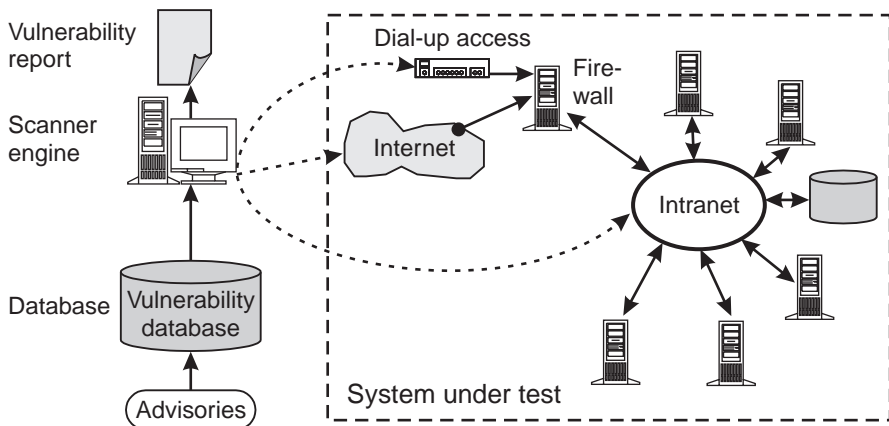 Vulnerability
report
Scanner
engine
Database
Vulnerability
database
Advisories
Dial-up access
Fire-
wall
Internet
Intranet
System under test